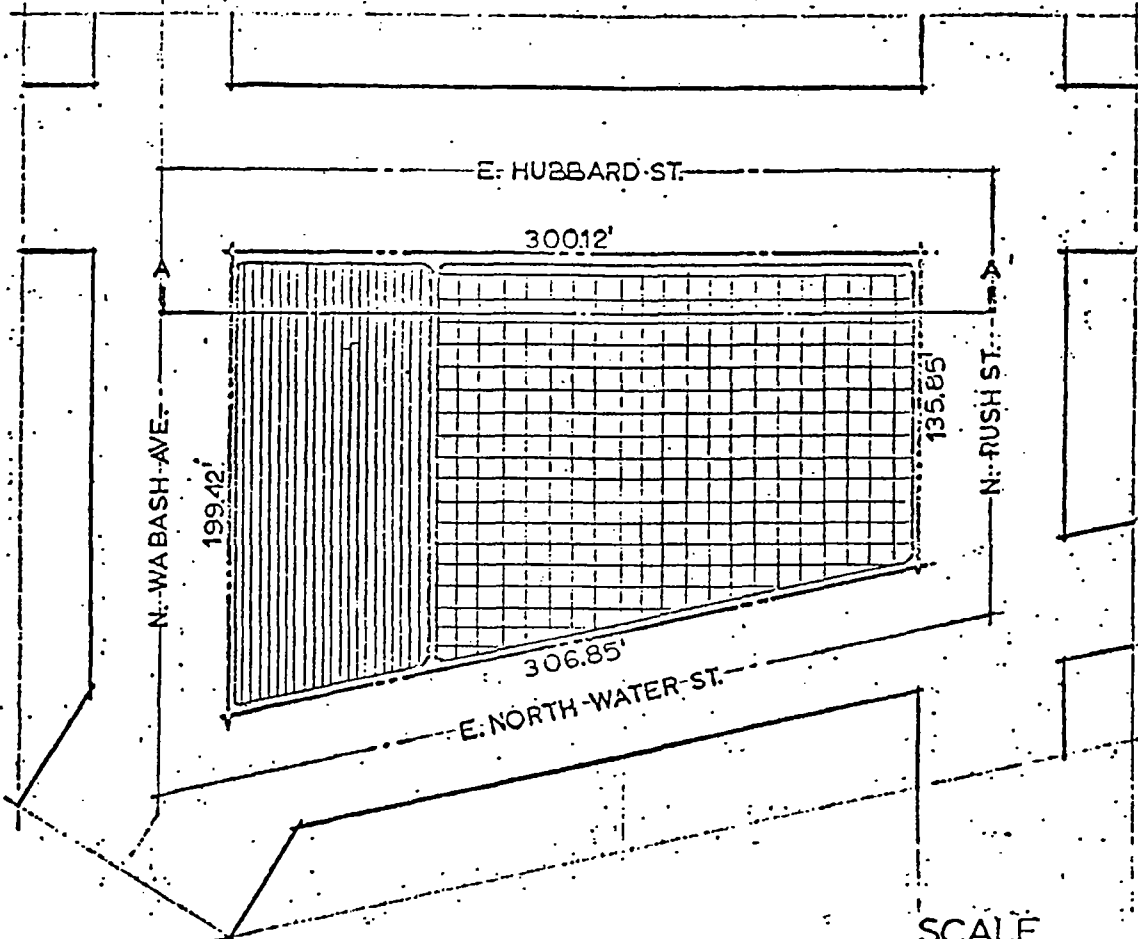 E. HUBBARD ST.
300.12'
A
A
N. WABASH AVE.
199.42'
135.85'
N. RUSH ST.
306.85'
E. NORTH WATER ST.
SCALE